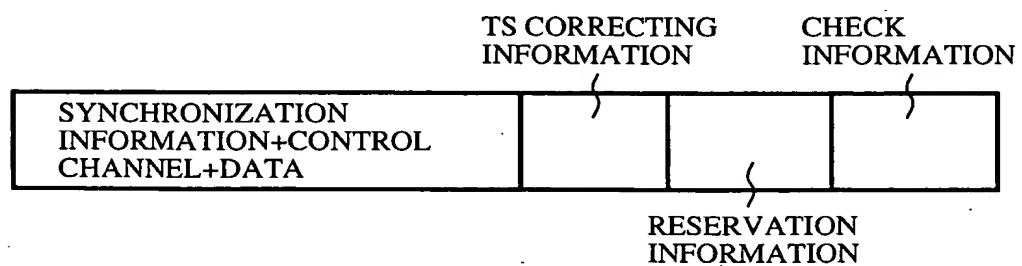 TS CORRECTING
INFORMATION
CHECK
INFORMATION
SYNCHRONIZATION
INFORMATION+CONTROL
CHANNEL+DATA
RESERVATION
INFORMATION